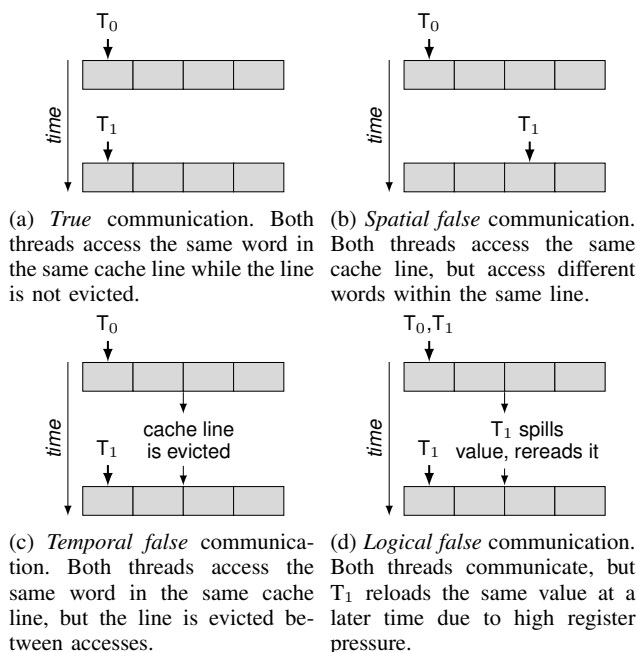 T0
time
T1
(a) True communication. Both
threads access the same word in
the same cache line while the line
is not evicted.
T0
time
T1
(b) Spatial false communication.
Both threads access the same
cache line, but access different
words within the same line.
T0
time
cache line
is evicted
T1
(c) Temporal false communica-
tion. Both threads access the
same word in the same cache
line, but the line is evicted be-
tween accesses.
T0,T1
time
T1 spills
value, rereads it
T1
(d) Logical false communication.
Both threads communicate, but
T1 reloads the same value at a
later time due to high register
pressure.